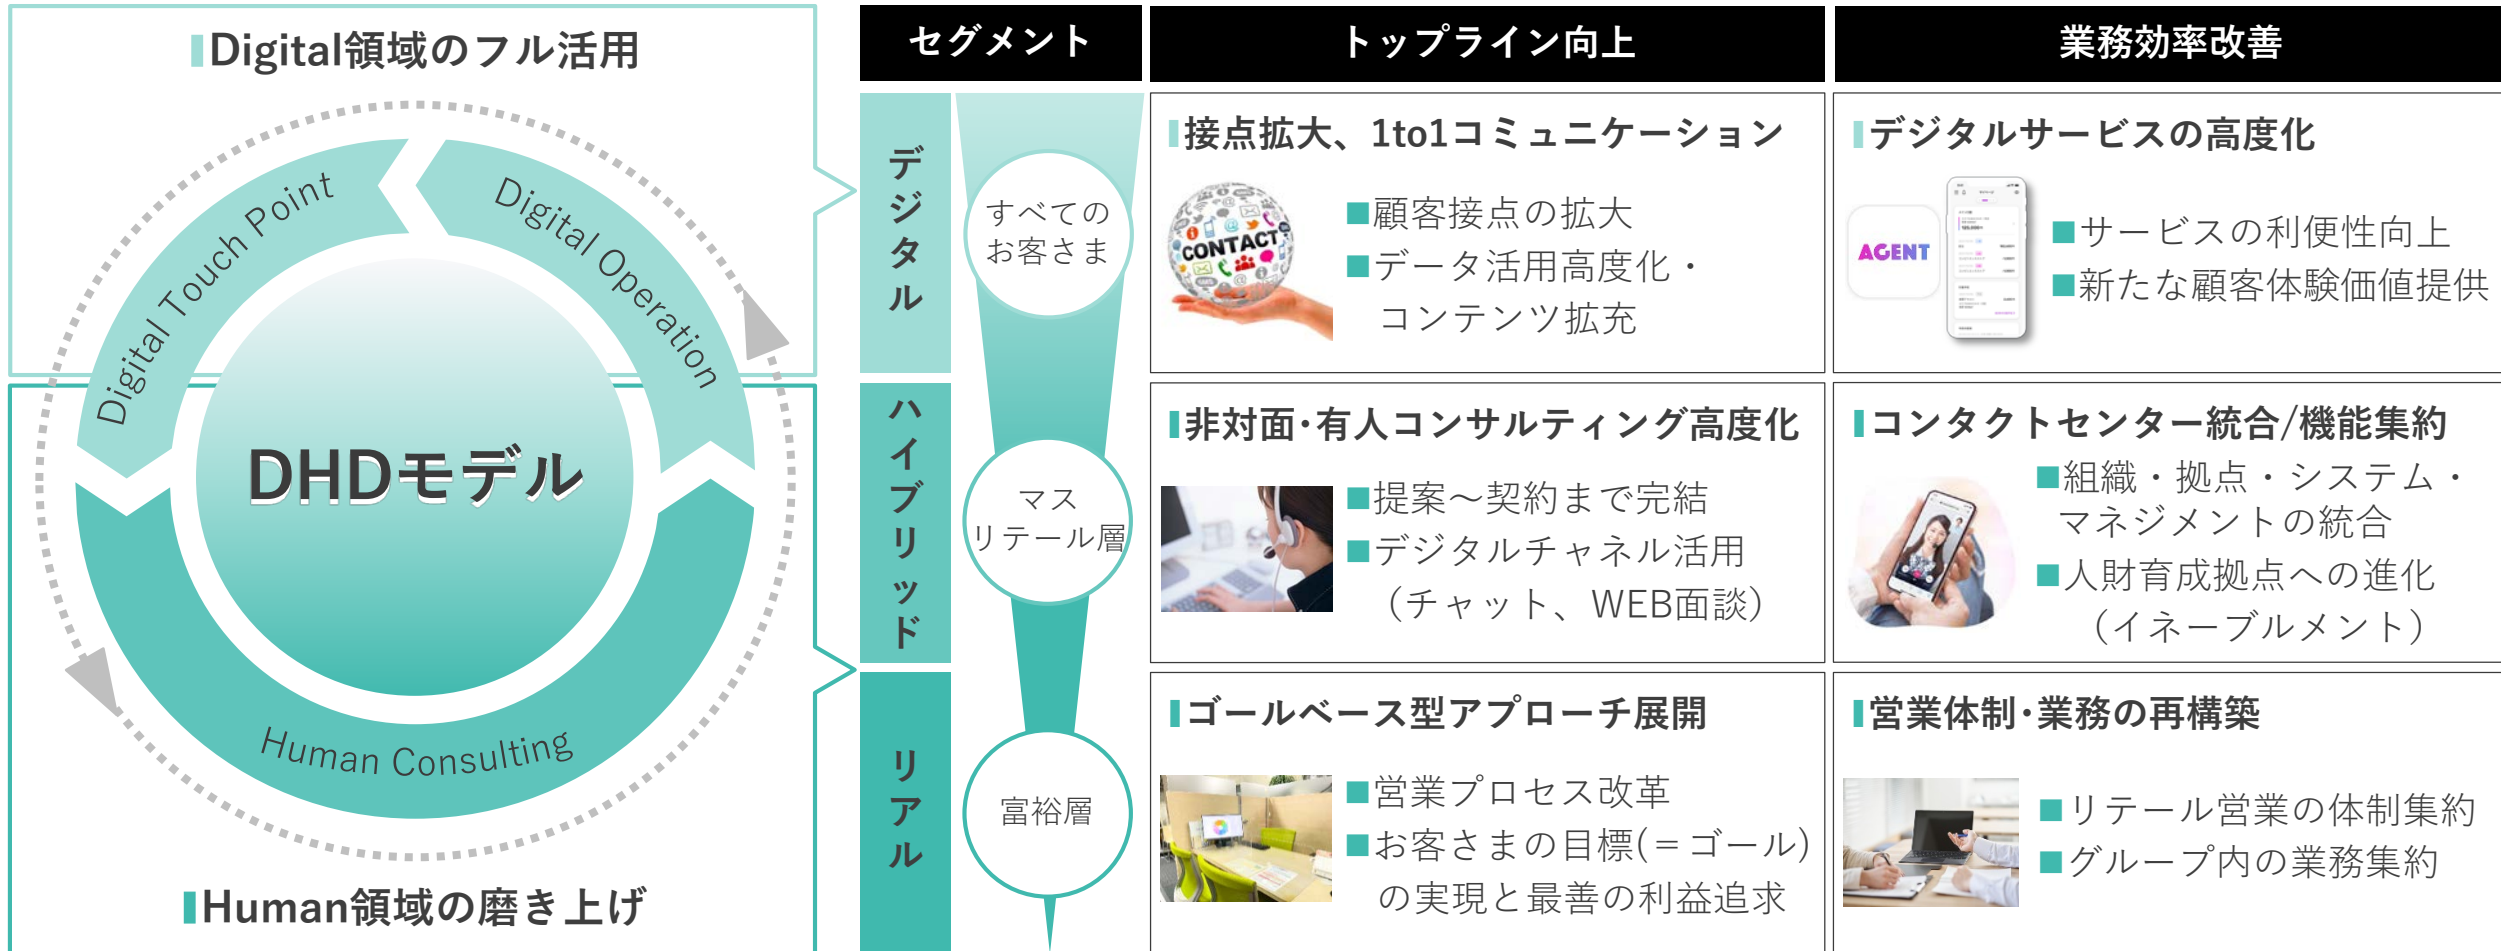 Digital領域のフル活用
Digital Touch Point
Digital Operation
DHDモデル
Human Consulting
Human領域の磨き上げ
セグメント
トップライン向上
業務効率改善
デジタル
すべての
お客さま
接点拡大、1to1コミュニケーション
CONTACT
■顧客接点の拡大
■データ活用高度化・
コンテンツ拡充
デジタルサービスの高度化
AGENT
■サービスの利便性向上
■新たな顧客体験価値提供
ハイブリッド
マス
リテール層
非対面・有人コンサルティング高度化
■提案～契約まで完結
■デジタルチャネル活用
（チャット、WEB面談）
コンタクトセンター統合/機能集約
■組織・拠点・システム・
マネジメントの統合
■人財育成拠点への進化
（イネーブルメント）
リアル
富裕層
ゴールベース型アプローチ展開
■営業プロセス改革
■お客さまの目標(＝ゴール)
の実現と最善の利益追求
営業体制・業務の再構築
■リテール営業の体制集約
■グループ内の業務集約